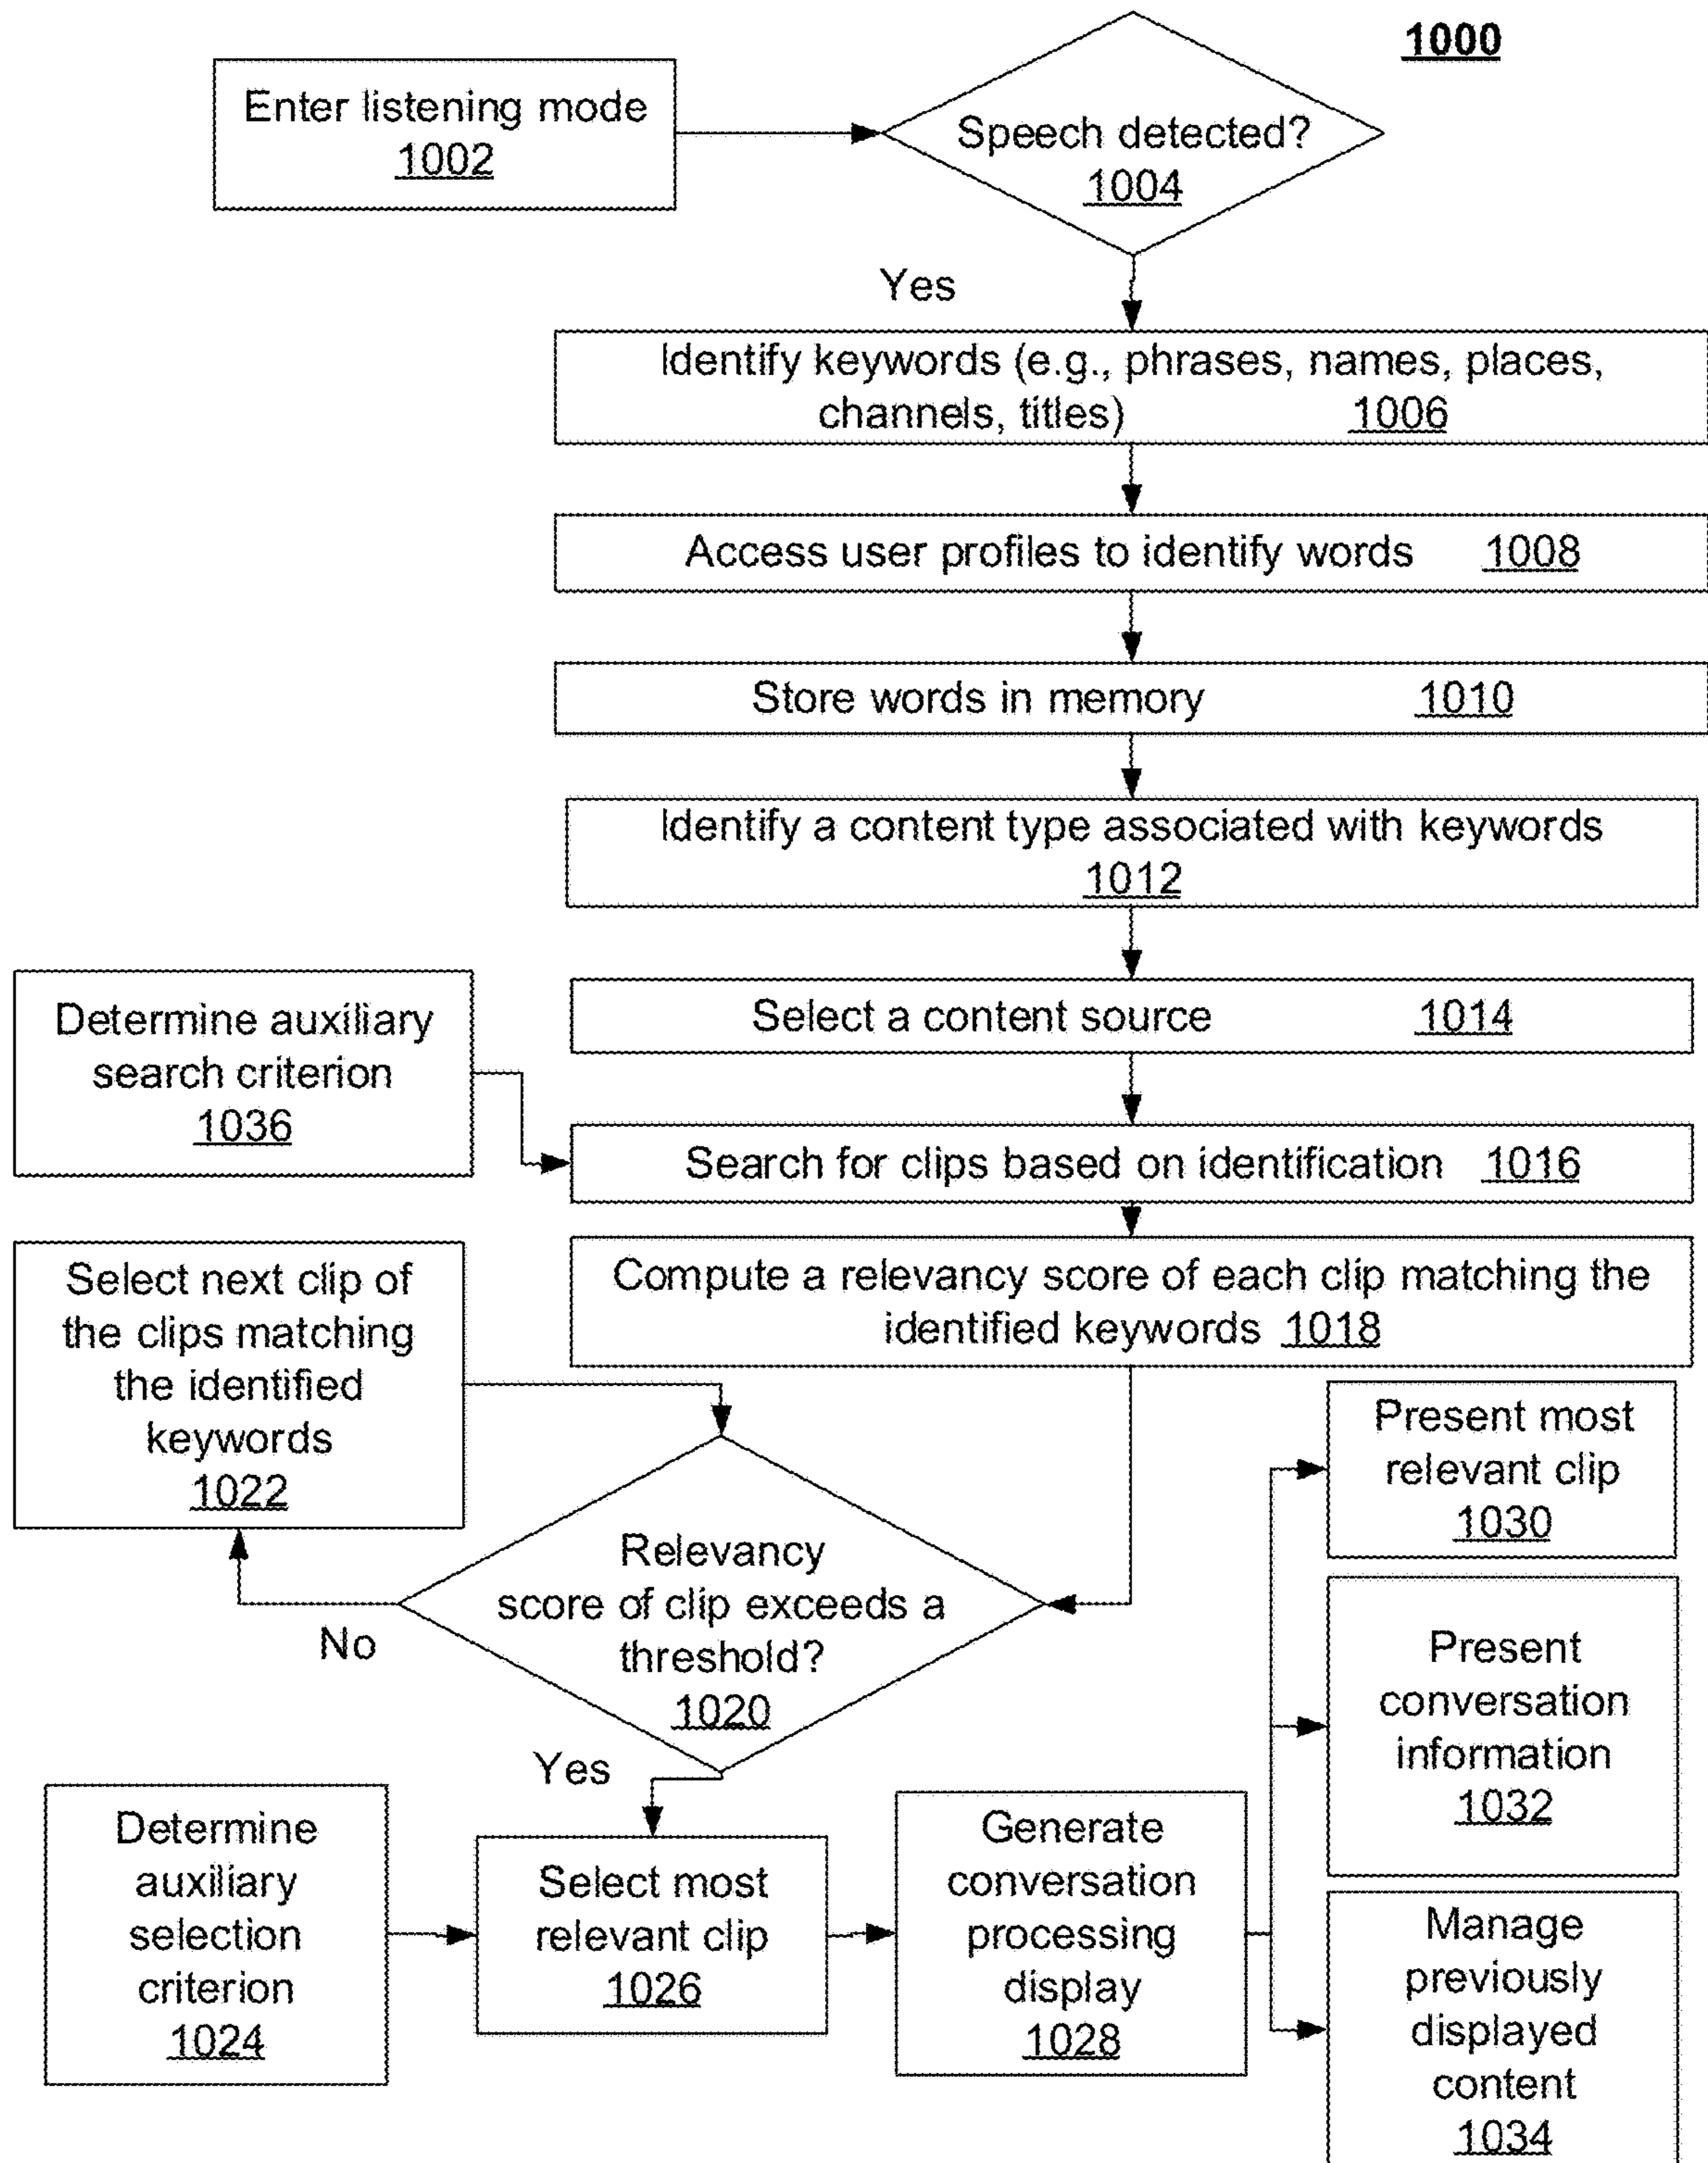 1000
Enter listening mode
1002
Speech detected?
1004
Yes
Identify keywords (e.g., phrases, names, places,
channels, titles) 1006
Access user profiles to identify words 1008
Store words in memory 1010
Identify a content type associated with keywords
1012
Select a content source 1014
Determine auxiliary
search criterion
1036
Search for clips based on identification 1016
Compute a relevancy score of each clip matching the
identified keywords 1018
Select next clip of
the clips matching
the identified
keywords
1022
Relevancy
score of clip exceeds a
threshold?
1020
No
Yes
Determine
auxiliary
selection
criterion
1024
Select most
relevant clip
1026
Generate
conversation
processing
display
1028
Present most
relevant clip
1030
Present
conversation
information
1032
Manage
previously
displayed
content
1034